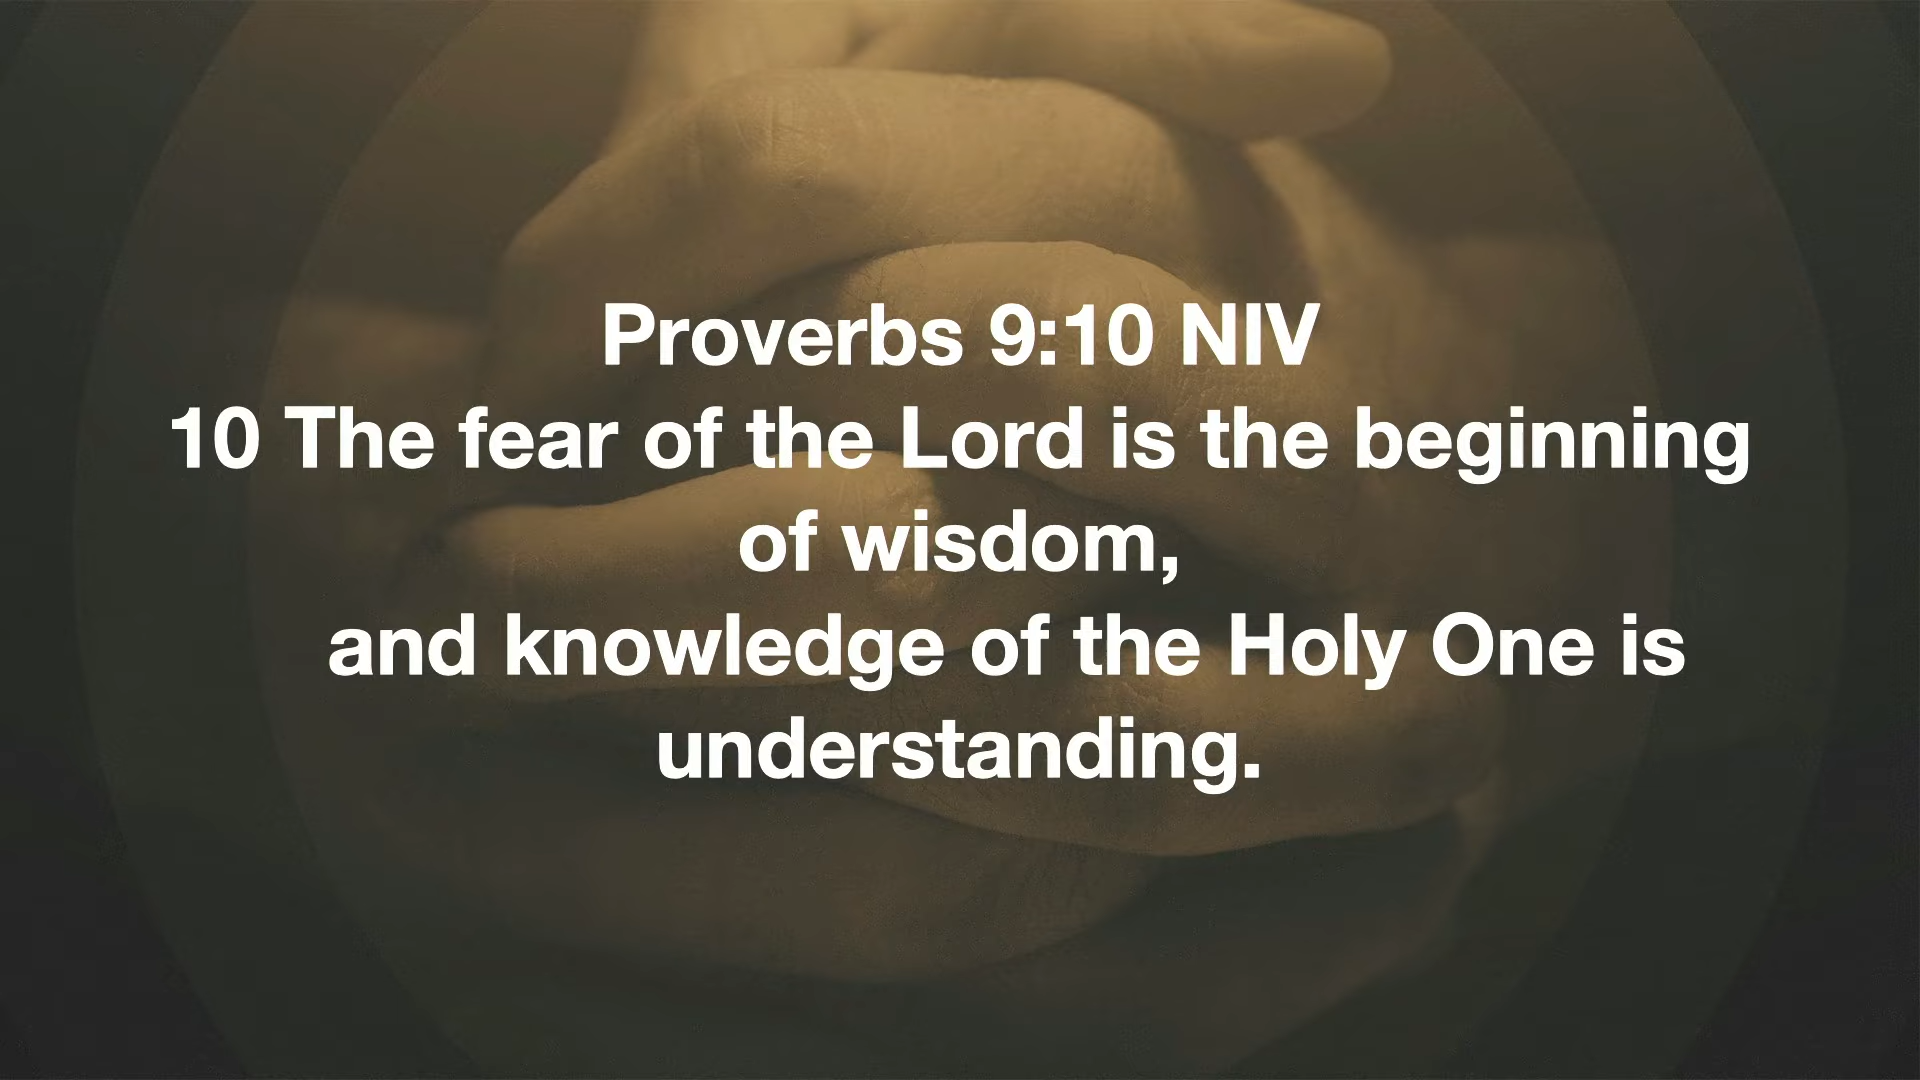 Proverbs 9:10 NIV
10 The fear of the Lord is the beginning
of wisdom,
and knowledge of the Holy One is
understanding.